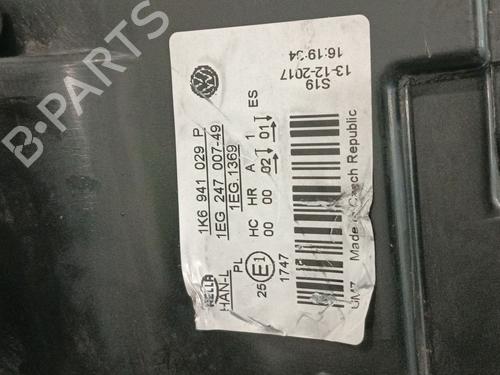 B-PARTS
S19
13-12-2017
16:19:34
1K6 941 029 P
1EG 247 007-49
1EG.1369
ES
HC HR A 1
00 00 02 01
HELLA
HAN-L
PL
25 E1
1747
Made in Czech Republic